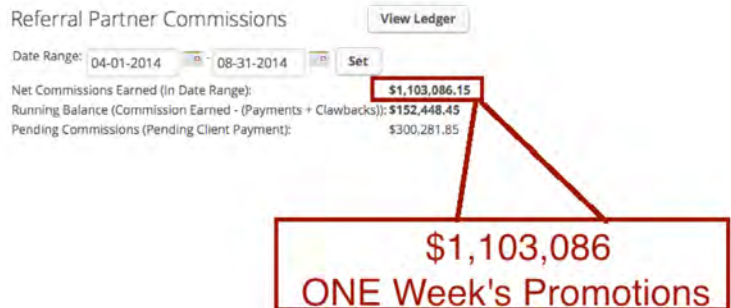 Referral Partner Commissions View Ledger
Date Range: 04-01-2014 - 08-31-2014 Set
Net Commissions Earned (In Date Range): $1,103,086.15
Running Balance (Commission Earned - (Payments + Clawbacks)): $152,448.45
Pending Commissions (Pending Client Payment): $300,281.85
$1,103,086
ONE Week's Promotions